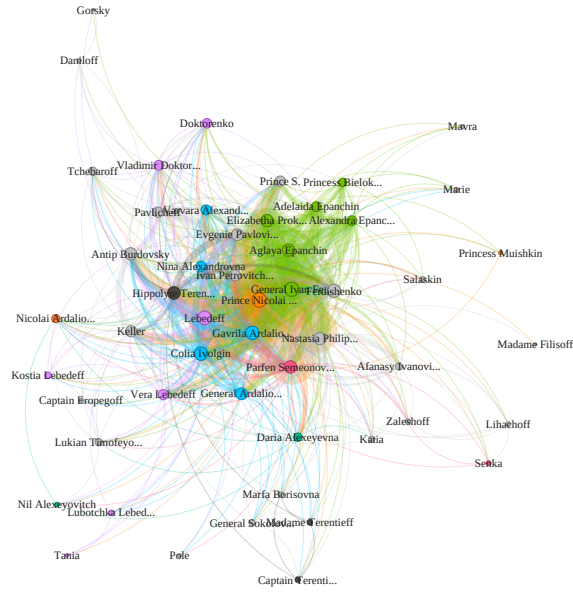 Gorsky
Daniloff
Doktorenko
Mavra
Vladimir Doktor...
Tchebaroff
Prince S.
Princess Bielok...
Marie
Adelaida Epanchin
Pavlicheff
Varvara Alexand...
Elizabetha Prok...
Alexandra Epanc...
Evgenie Pavlovi...
Antip Burdovsky
Aglaya Epanchin
Princess Muishkin
Nina Alexandrovna
Ivan Petrovitch...
Salaskin
Hippolyte Teren...
General Ivan Fed...
Ferdishenko
Prince Nicolai ...
Nicolai Ardalio...
Lebedeff
Keller
Gavrila Ardalio...
Nastasia Philip...
Madame Filisoff
Colia Ivolgin
Parfen Semeonov...
Afanasy Ivanovi...
Kostia Lebedeff
Captain Eropegoff
Vera Lebedeff
General Ardalio...
Zaleshoff
Lihachoff
Lukian Timofeyo...
Daria Alexeyevna
Katia
Senka
Marfa Borisovna
Nil Alexeyovitch
Lubotchka Lebed...
General Sokolov...
Madame Terentieff
Tania
Pole
Captain Terenti...